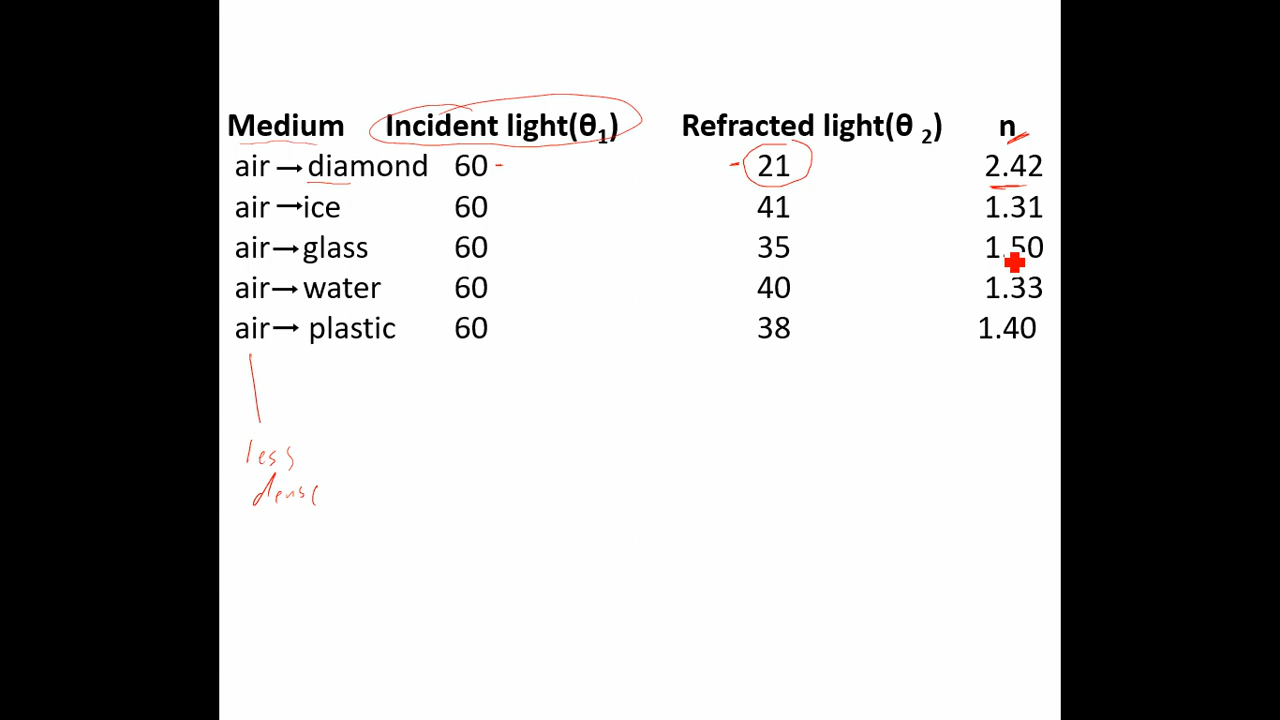 Medium Incident light(θ1) Refracted light(θ 2) n
air→diamond 60 21 2.42
air→ice 60 41 1.31
air→glass 60 35 1.50
air→water 60 40 1.33
air→ plastic 60 38 1.40
less
dense